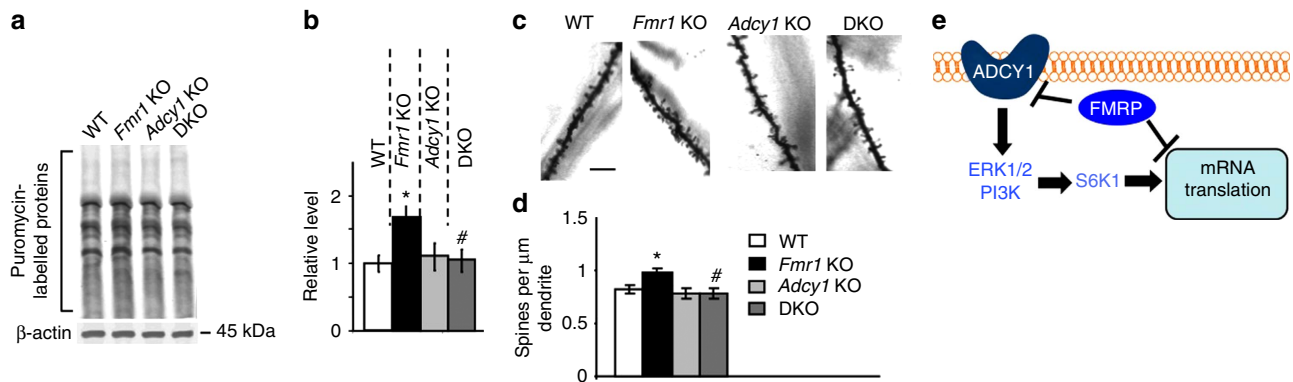 a
WT
Fmr1 KO
Adcy1 KO
DKO
Puromycin-
labelled proteins
β-actin
45 kDa
b
WT
Fmr1 KO
Adcy1 KO
DKO
2
1
0
Relative level
*
#
c
WT
Fmr1 KO
Adcy1 KO
DKO
d
1.5
1
0.5
0
Spines per μm
dendrite
*
#
WT
Fmr1 KO
Adcy1 KO
DKO
e
ADCY1
FMRP
ERK1/2
PI3K
S6K1
mRNA
translation